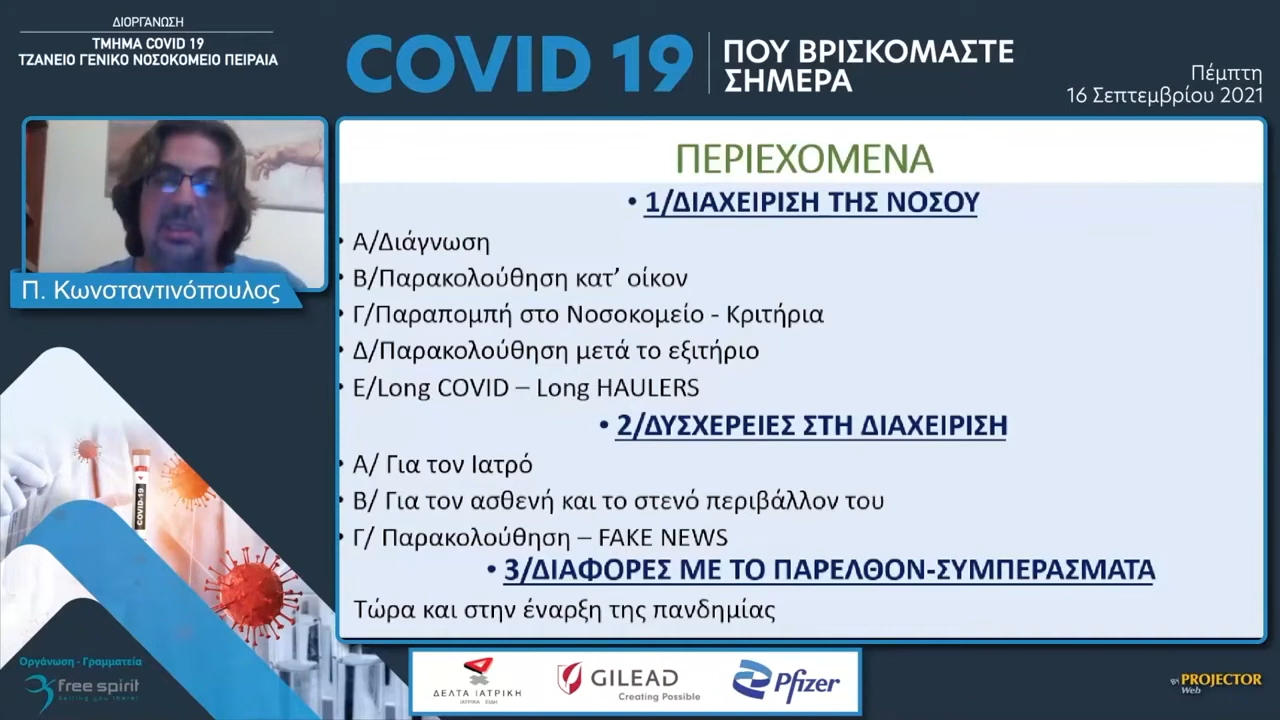 ΔΙΟΡΓΑΝΩΣΗ
ΤΜΗΜΑ COVID 19
ΤΖΑΝΕΙΟ ΓΕΝΙΚΟ ΝΟΣΟΚΟΜΕΙΟ ΠΕΙΡΑΙΑ
COVID 19
ΠΟΥ ΒΡΙΣΚΟΜΑΣΤΕ
ΣΗΜΕΡΑ
Πέμπτη
16 Σεπτεμβρίου 2021
Π. Κωνσταντινόπουλος
ΠΕΡΙΕΧΟΜΕΝΑ
• 1/ΔΙΑΧΕΙΡΙΣΗ ΤΗΣ ΝΟΣΟΥ
• Α/Διάγνωση
• Β/Παρακολούθηση κατ’ οίκον
• Γ/Παραπομπή στο Νοσοκομείο - Κριτήρια
• Δ/Παρακολούθηση μετά το εξιτήριο
• Ε/Long COVID – Long HAULERS
• 2/ΔΥΣΧΕΡΕΙΕΣ ΣΤΗ ΔΙΑΧΕΙΡΙΣΗ
• Α/ Για τον Ιατρό
• Β/ Για τον ασθενή και το στενό περιβάλλον του
• Γ/ Παρακολούθηση – FAKE NEWS
• 3/ΔΙΑΦΟΡΕΣ ΜΕ ΤΟ ΠΑΡΕΛΘΟΝ-ΣΥΜΠΕΡΑΣΜΑΤΑ
Τώρα και στην έναρξη της πανδημίας
COVID-19
Οργάνωση - Γραμματεία
free spirit
ΔΕΛΤΑ ΙΑΤΡΙΚΗ
ΙΑΤΡΙΚΑ ΕΙΔΗ
GILEAD
Creating Possible
Pfizer
PROJECTOR
Web